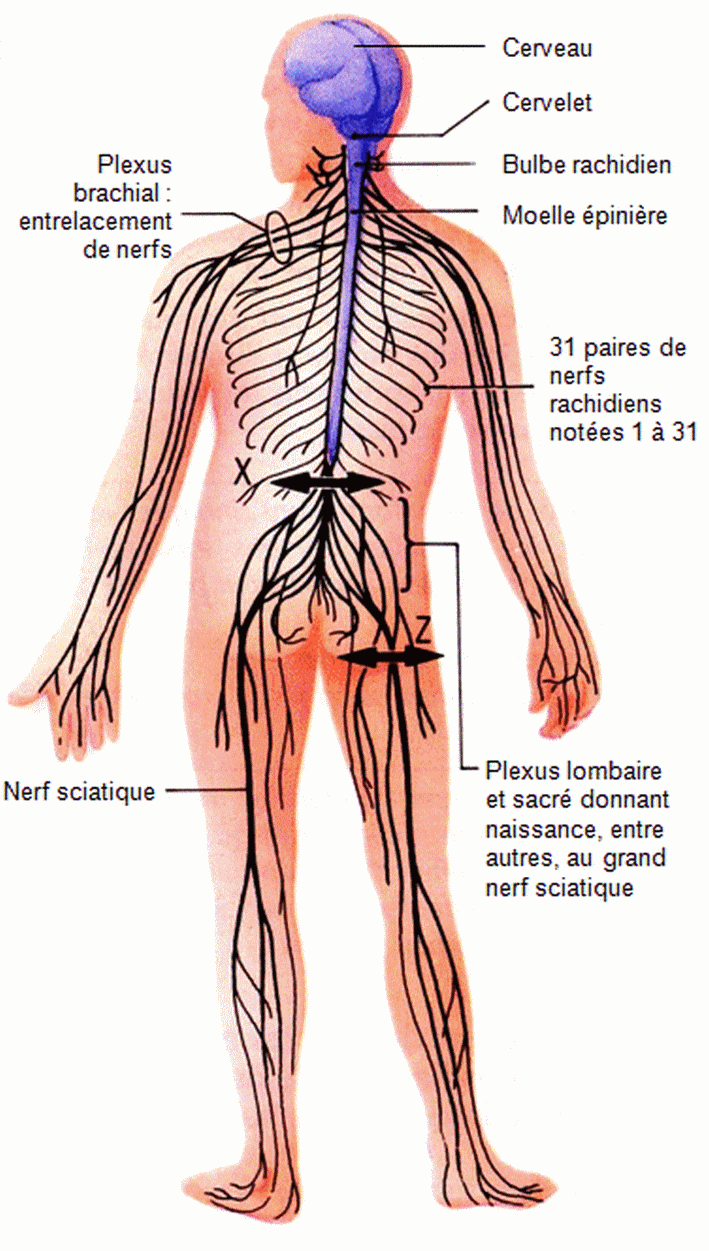 Cerveau
Cervelet
Plexus
brachial :
entrelacement
de nerfs
Bulbe rachidien
Moelle épinière
31 paires de
nerfs
rachidiens
notées 1 à 31
X
Z
Nerf sciatique
Plexus lombaire
et sacré donnant
naissance, entre
autres, au grand
nerf sciatique